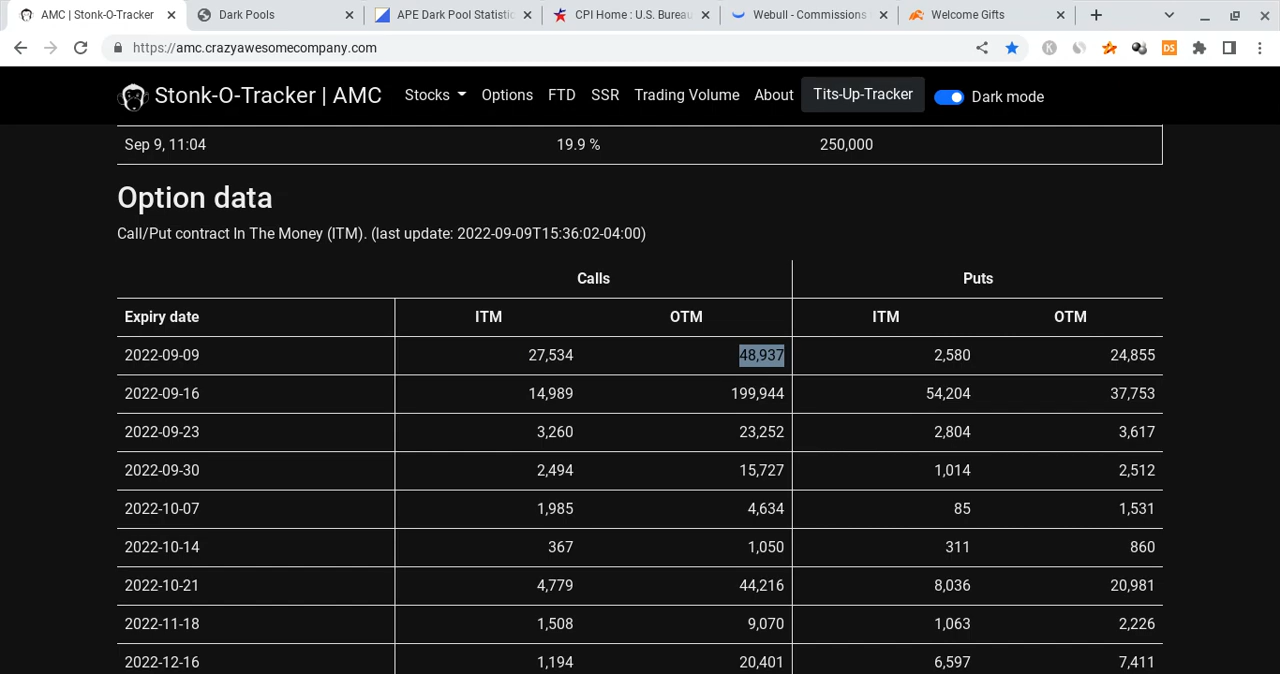 AMC | Stonk-O-Tracker
Dark Pools
APE Dark Pool Statistic
CPI Home : U.S. Bureau
Webull - Commissions
Welcome Gifts
https://amc.crazyawesomecompany.com
DS
Stonk-O-Tracker | AMC Stocks Options FTD SSR Trading Volume About Tits-Up-Tracker Dark mode
Sep 9, 11:04 19.9 % 250,000
Option data
Call/Put contract In The Money (ITM). (last update: 2022-09-09T15:36:02-04:00)
Calls Puts
Expiry date ITM OTM ITM OTM
2022-09-09 27,534 48,937 2,580 24,855
2022-09-16 14,989 199,944 54,204 37,753
2022-09-23 3,260 23,252 2,804 3,617
2022-09-30 2,494 15,727 1,014 2,512
2022-10-07 1,985 4,634 85 1,531
2022-10-14 367 1,050 311 860
2022-10-21 4,779 44,216 8,036 20,981
2022-11-18 1,508 9,070 1,063 2,226
2022-12-16 1,194 20,401 6,597 7,411